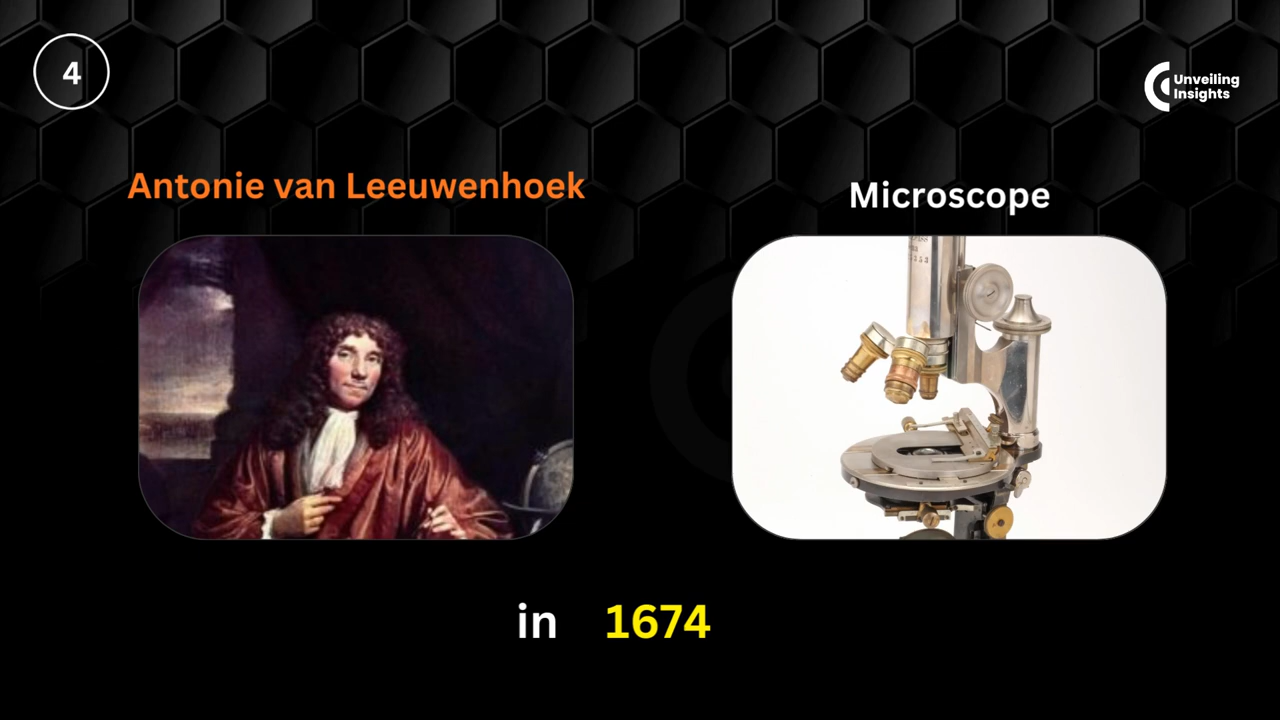 4
Unveiling
Insights
Antonie van Leeuwenhoek
Microscope
in 1674